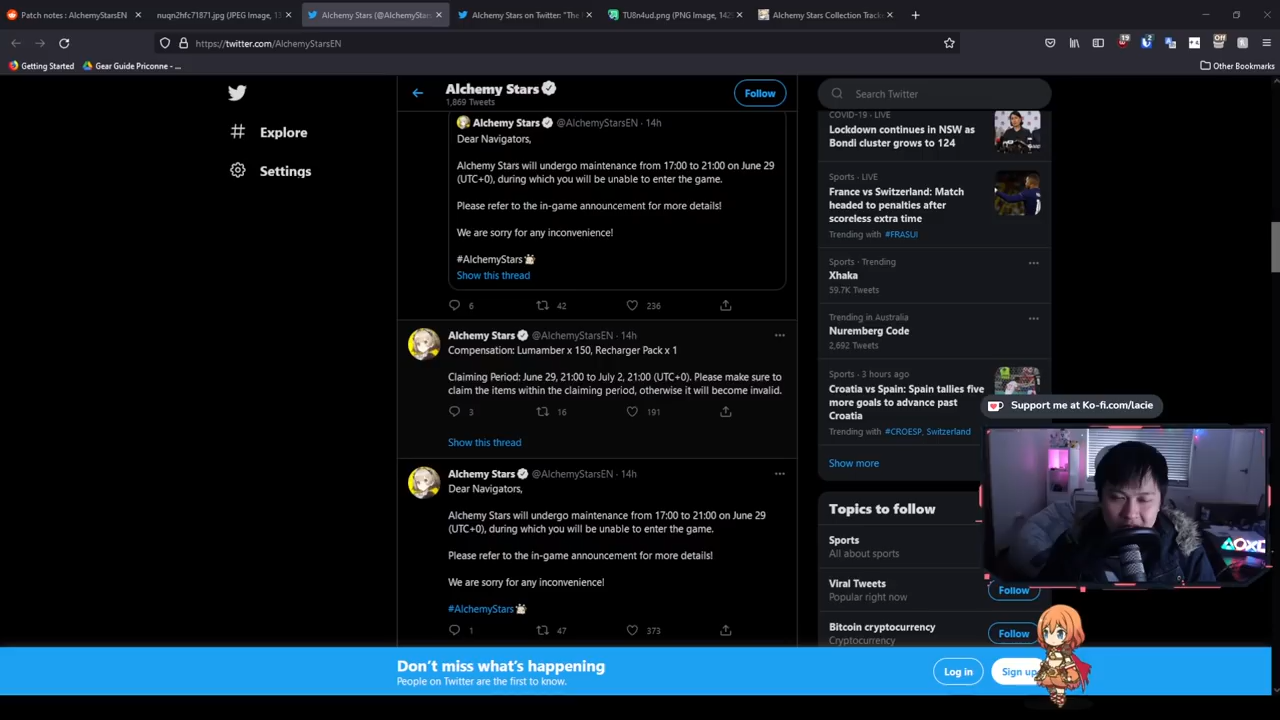 Patch notes : AlchemyStarsEN
nuqn2hfc71871.jpg (JPEG Image, 13
Alchemy Stars (@AlchemyStars
Alchemy Stars on Twitter: "The
TU8n4ud.png (PNG Image, 142
Alchemy Stars Collection Track
https://twitter.com/AlchemyStarsEN
19
2
Off
Getting Started
Gear Guide Priconne - ...
Other Bookmarks
Explore
Settings
Alchemy Stars
1,869 Tweets
Follow
Alchemy Stars @AlchemyStarsEN · 14h
Dear Navigators,
Alchemy Stars will undergo maintenance from 17:00 to 21:00 on June 29
(UTC+0), during which you will be unable to enter the game.
Please refer to the in-game announcement for more details!
We are sorry for any inconvenience!
#AlchemyStars
Show this thread
6 42 236
Alchemy Stars @AlchemyStarsEN · 14h
Compensation: Lumamber x 150, Recharger Pack x 1
Claiming Period: June 29, 21:00 to July 2, 21:00 (UTC+0). Please make sure to
claim the items within the claiming period, otherwise it will become invalid.
3 16 191
Show this thread
Alchemy Stars @AlchemyStarsEN · 14h
Dear Navigators,
Alchemy Stars will undergo maintenance from 17:00 to 21:00 on June 29
(UTC+0), during which you will be unable to enter the game.
Please refer to the in-game announcement for more details!
We are sorry for any inconvenience!
#AlchemyStars
1 47 373
Search Twitter
COVID-19 · LIVE
Lockdown continues in NSW as
Bondi cluster grows to 124
Sports · LIVE
France vs Switzerland: Match
headed to penalties after
scoreless extra time
Trending with #FRASUI
Sports · Trending
Xhaka
59.7K Tweets
Trending in Australia
Nuremberg Code
2,692 Tweets
Sports · 3 hours ago
Croatia vs Spain: Spain tallies five
more goals to advance past
Croatia
Trending with #CROESP, Switzerland
Show more
Support me at Ko-fi.com/lacie
Topics to follow
Sports
All about sports
Viral Tweets
Popular right now
Follow
Bitcoin cryptocurrency
Cryptocurrency
Follow
Don't miss what's happening
People on Twitter are the first to know.
Log in
Sign up